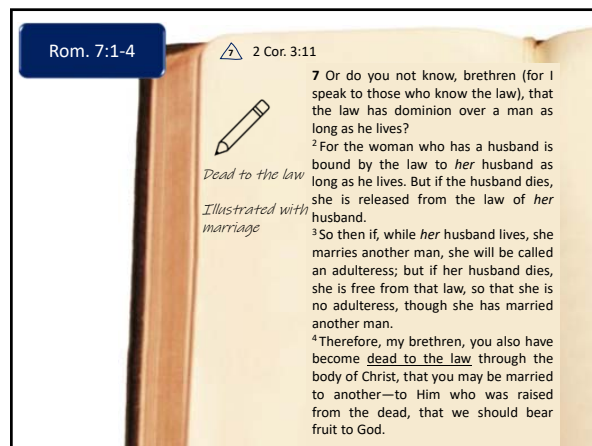 Rom. 7:1-4
7 2 Cor. 3:11
7 Or do you not know, brethren (for I
speak to those who know the law), that
the law has dominion over a man as
long as he lives?
2 For the woman who has a husband is
bound by the law to her husband as
long as he lives. But if the husband dies,
she is released from the law of her
husband.
3 So then if, while her husband lives, she
marries another man, she will be called
an adulteress; but if her husband dies,
she is free from that law, so that she is
no adulteress, though she has married
another man.
4 Therefore, my brethren, you also have
become dead to the law through the
body of Christ, that you may be married
to another—to Him who was raised
from the dead, that we should bear
fruit to God.
Dead to the law
Illustrated with
marriage